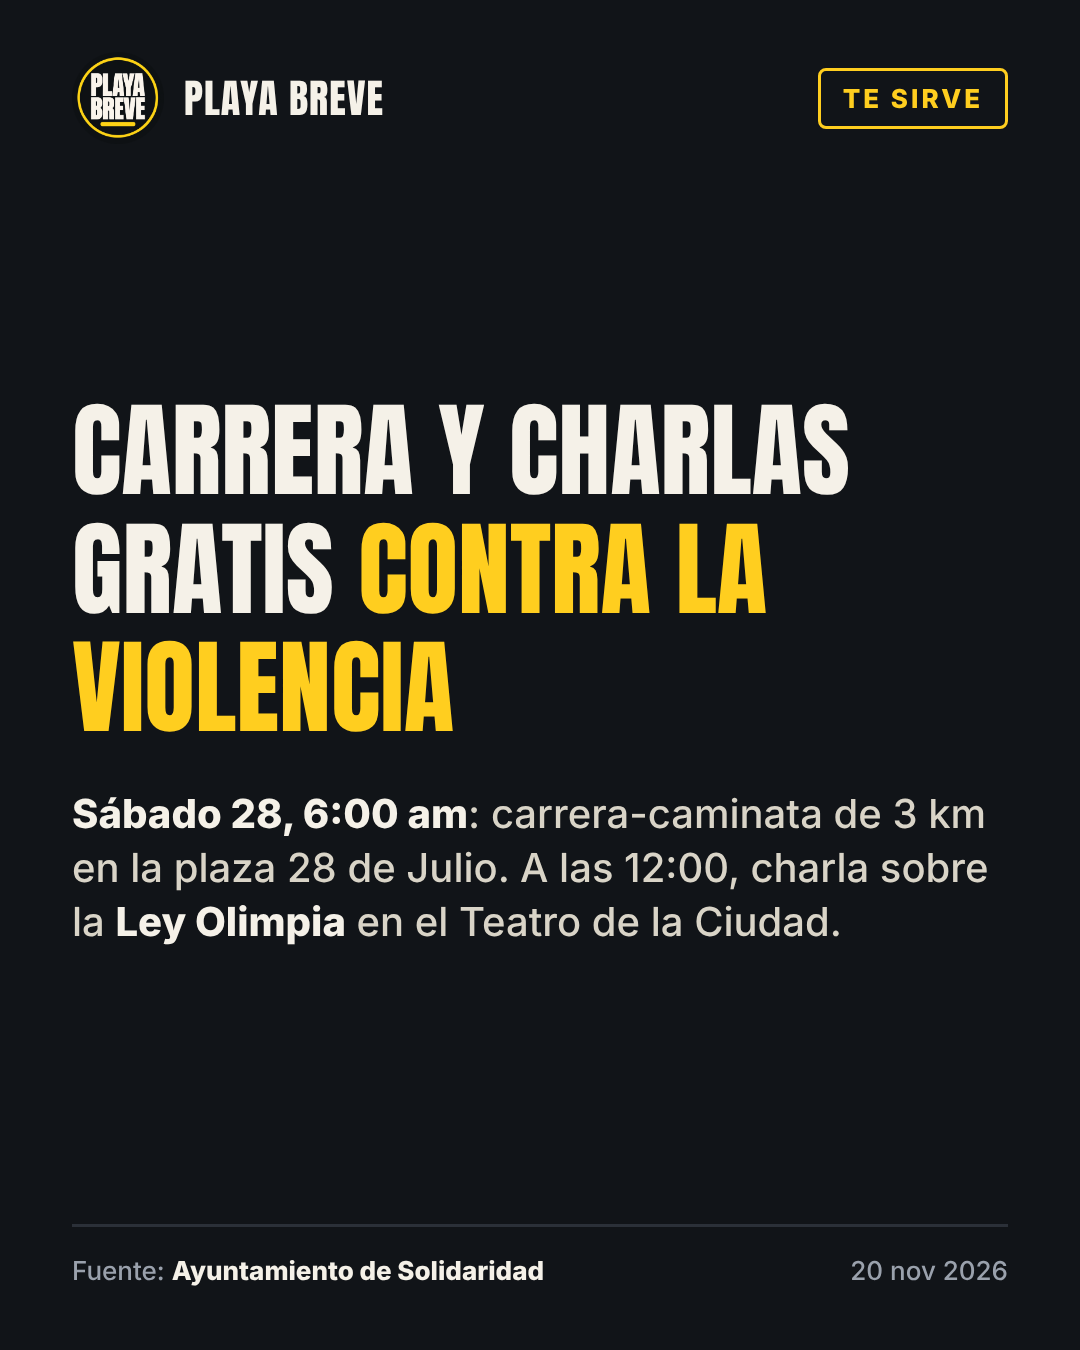 PLAYA
BREVE
PLAYA BREVE
TE SIRVE
CARRERA Y CHARLAS
GRATIS CONTRA LA
VIOLENCIA
Sábado 28, 6:00 am: carrera-caminata de 3 km
en la plaza 28 de Julio. A las 12:00, charla sobre
la Ley Olimpia en el Teatro de la Ciudad.
Fuente: Ayuntamiento de Solidaridad
20 nov 2026